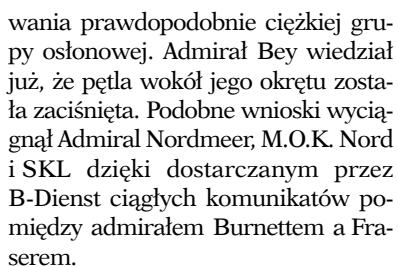 wania prawdopodobnie ciężkiej gru-
py osłonowej. Admirał Bey wiedział
już, że pętla wokół jego okrętu zosta-
ła zaciśnięta. Podobne wnioski wycią-
gnął Admiral Nordmeer, M.O.K. Nord
i SKL dzięki dostarczanym przez
B-Dienst ciągłych komunikatów po-
między admirałem Burnettem a Fra-
serem.